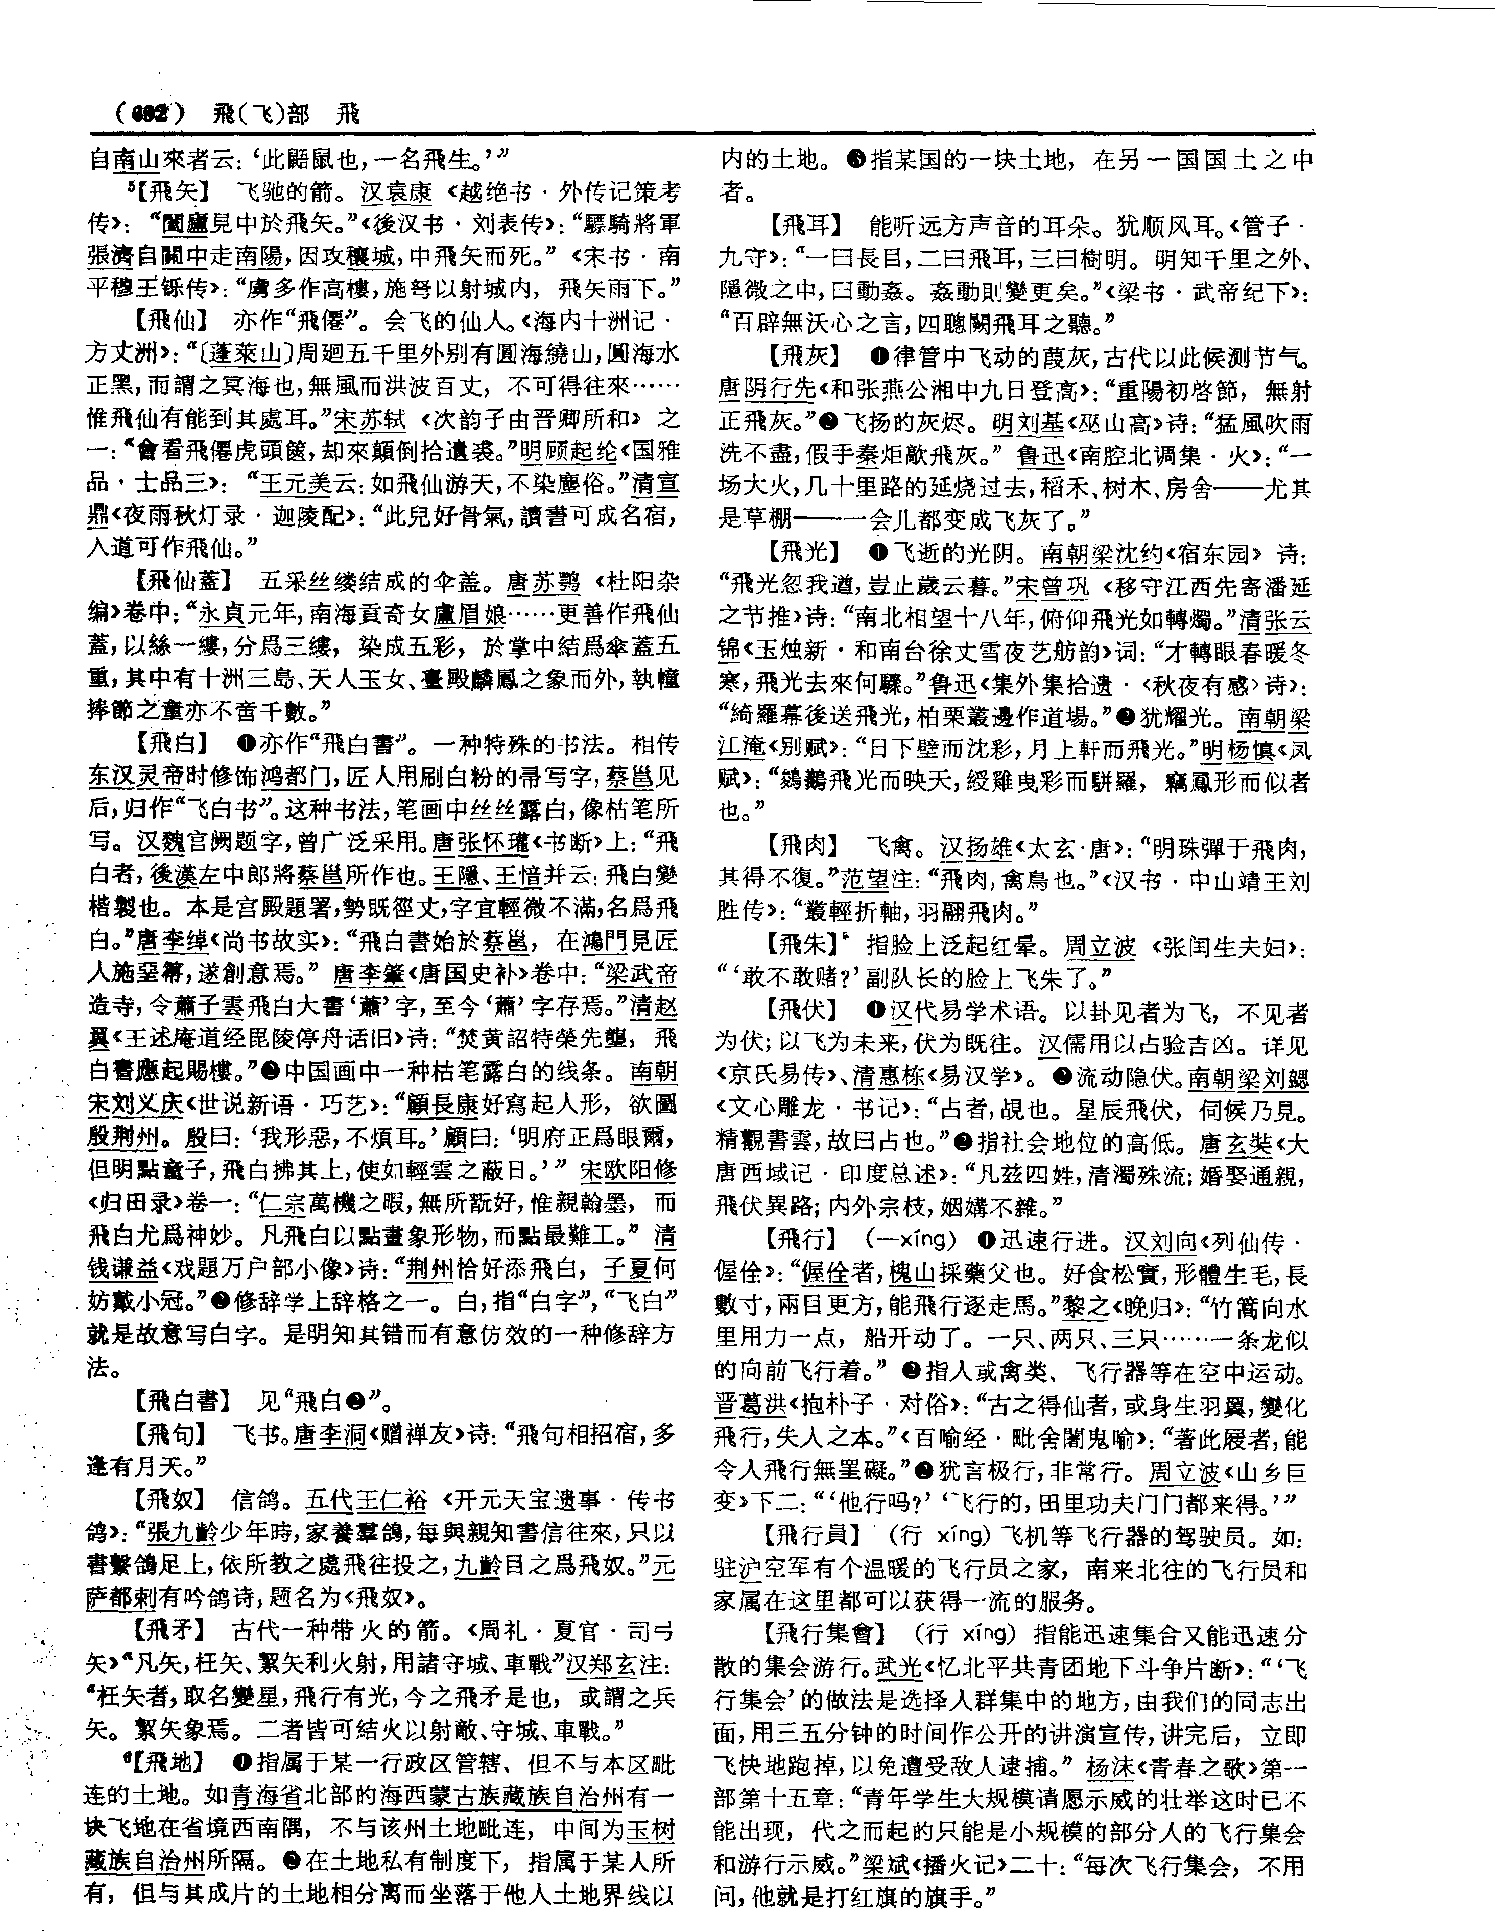 （692） 飛(飞)部 飛
自南山來者云：‘此鼯鼠也，一名飛生。’”
⁵【飛矢】 飞驰的箭。汉袁康《越绝书·外传记策考
传》：“闔廬見中於飛矢。”《後汉书·刘表传》：“驃騎將軍
張濟自關中走南陽，因攻穰城，中飛矢而死。”《宋书·南
平穆王铄传》：“虜多作高樓，施弩以射城内， 飛矢雨下。”
【飛仙】 亦作“飛僊”。会飞的仙人。《海内十洲记·
方丈洲》：“〔蓬萊山〕周廻五千里外别有圓海繞山，圓海水
正黑，而謂之冥海也，無風而洪波百丈， 不可得往來……
惟飛仙有能到其處耳。”宋苏轼《次韵子由晋卿所和》之
一：“會看飛僊虎頭篋，却來顛倒拾遺裘。”明顾起纶《国雅
品·士品三》：“王元美云：如飛仙游天，不染塵俗。”清宣
鼎《夜雨秋灯录·迦陵配》：“此兒好骨氣，讀書可成名宿，
入道可作飛仙。”
【飛仙蓋】 五采丝缕结成的伞盖。唐苏鹗《杜阳杂
编》卷中：“永貞元年，南海貢奇女盧眉娘……更善作飛仙
蓋，以絲一縷，分爲三縷， 染成五彩， 於掌中結爲傘蓋五
重，其中有十洲三島、天人玉女、臺殿麟鳳之象而外，執幢
捧節之童亦不啻千數。”
【飛白】 ❶亦作“飛白書”。一种特殊的书法。相传
东汉灵帝时修饰鸿都门，匠人用刷白粉的帚写字，蔡邕见
后，归作“飞白书”。这种书法，笔画中丝丝露白，像枯笔所
写。汉魏宫阙题字，曾广泛采用。唐张怀瓘《书断》上：“飛
白者，後漢左中郎將蔡邕所作也。王隱、王愔并云：飛白變
楷製也。本是宫殿題署，勢既徑丈，字宜輕微不滿，名爲飛
白。”唐李绰《尚书故实》：“飛白書始於蔡邕， 在鴻門見匠
人施堊箒，遂創意焉。” 唐李肇《唐国史补》卷中：“梁武帝
造寺，令蕭子雲飛白大書‘蕭’字，至今‘蕭’字存焉。”清赵
翼《王述庵道经毘陵停舟话旧》诗：“焚黄詔特榮先壟， 飛
白書應起賜樓。”❷中国画中一种枯笔露白的线条。南朝
宋刘义庆《世说新语·巧艺》：“顧長康好寫起人形， 欲圖
殷荆州。殷曰：‘我形惡，不煩耳。’顧曰：‘明府正爲眼爾，
但明點童子，飛白拂其上，使如輕雲之蔽日。’” 宋欧阳修
《归田录》卷一：“仁宗萬機之暇，無所翫好，惟親翰墨， 而
飛白尤爲神妙。凡飛白以點畫象形物，而點最難工。” 清
钱谦益《戏题万户部小像》诗：“荆州恰好添飛白， 子夏何
妨戴小冠。”❸修辞学上辞格之一。白，指“白字”，“飞白”
就是故意写白字。是明知其错而有意仿效的一种修辞方
法。
【飛白書】 见“飛白❷”。
【飛句】 飞书。唐李洞《赠禅友》诗：“飛句相招宿，多
逢有月天。”
【飛奴】 信鸽。五代王仁裕《开元天宝遗事·传书
鸽》：“張九齡少年時，家養羣鴿，每與親知書信往來，只以
書繫鴿足上，依所教之處飛往投之，九齡目之爲飛奴。”元
萨都剌有吟鸽诗，题名为《飛奴》。
【飛矛】 古代一种带火的箭。《周礼·夏官·司弓
矢》“凡矢，枉矢、絜矢利火射，用諸守城、車戰”汉郑玄注：
“枉矢者，取名變星，飛行有光，今之飛矛是也， 或謂之兵
矢。絜矢象焉。二者皆可結火以射敵、守城、車戰。”
⁶【飛地】 ❶指属于某一行政区管辖、但不与本区毗
连的土地。如青海省北部的海西蒙古族藏族自治州有一
块飞地在省境西南隅， 不与该州土地毗连， 中间为玉树
藏族自治州所隔。❷在土地私有制度下， 指属于某人所
有， 但与其成片的土地相分离而坐落于他人土地界线以
内的土地。❸指某国的一块土地， 在另一国国土之中
者。
【飛耳】 能听远方声音的耳朵。犹顺风耳。《管子·
九守》：“一曰長目，二曰飛耳，三曰樹明。明知千里之外、
隱微之中，曰動姦。姦動則變更矣。”《梁书·武帝纪下》：
“百辟無沃心之言，四聰闕飛耳之聽。”
【飛灰】 ❶律管中飞动的葭灰，古代以此候测节气。
唐阴行先《和张燕公湘中九日登高》：“重陽初啓節， 無射
正飛灰。”❷飞扬的灰烬。明刘基《巫山高》诗：“猛風吹雨
洗不盡，假手秦炬歊飛灰。” 鲁迅《南腔北调集·火》：“一
场大火，几十里路的延烧过去，稻禾、树木、房舍——尤其
是草棚——一会儿都变成飞灰了。”
【飛光】 ❶飞逝的光阴。南朝梁沈约《宿东园》诗：
“飛光忽我遒，豈止歲云暮。”宋曾巩《移守江西先寄潘延
之节推》诗：“南北相望十八年，俯仰飛光如轉燭。”清张云
锦《玉烛新·和南台徐丈雪夜艺舫韵》词：“才轉眼春暖冬
寒，飛光去來何驟。”鲁迅《集外集拾遗·〈秋夜有感〉诗》：
“綺羅幕後送飛光，柏栗叢邊作道場。”❷犹耀光。南朝梁
江淹《别赋》：“日下壁而沈彩，月上軒而飛光。”明杨慎《凤
赋》：“鷄鷞飛光而映天，綬雞曳彩而駢羅， 竊鳳形而似者
也。”
【飛肉】 飞禽。汉扬雄《太玄·唐》：“明珠彈于飛肉，
其得不復。”范望注：“飛肉，禽鳥也。”《汉书·中山靖王刘
胜传》：“叢輕折軸，羽翮飛肉。”
【飛朱】 指脸上泛起红晕。周立波《张闰生夫妇》：
“‘敢不敢赌？’副队长的脸上飞朱了。”
【飛伏】 ❶汉代易学术语。以卦见者为飞， 不见者
为伏；以飞为未来，伏为既往。汉儒用以占验吉凶。详见
《京氏易传》、清惠栋《易汉学》。 ❷流动隐伏。南朝梁刘勰
《文心雕龙·书记》：“占者，覘也。星辰飛伏， 伺候乃見。
精觀書雲，故曰占也。”❸指社会地位的高低。唐玄奘《大
唐西域记·印度总述》：“凡兹四姓，清濁殊流；婚娶通親，
飛伏異路；内外宗枝，姻媾不雜。”
【飛行】 （—xíng） ❶迅速行进。汉刘向《列仙传·
偓佺》：“偓佺者，槐山採藥父也。好食松實，形體生毛，長
數寸，兩目更方，能飛行逐走馬。”黎之《晚归》：“竹篙向水
里用力一点， 船开动了。一只、两只、三只……一条龙似
的向前飞行着。” ❷指人或禽类、飞行器等在空中运动。
晋葛洪《抱朴子·对俗》：“古之得仙者，或身生羽翼，變化
飛行，失人之本。”《百喻经·毗舍闍鬼喻》：“著此屐者，能
令人飛行無罣礙。”❸犹言极行，非常行。周立波《山乡巨
变》下二：“‘他行吗？’‘飞行的，田里功夫门门都来得。’”
【飛行員】 （行 xíng）飞机等飞行器的驾驶员。如：
驻沪空军有个温暖的飞行员之家， 南来北往的飞行员和
家属在这里都可以获得一流的服务。
【飛行集會】 （行 xíng） 指能迅速集合又能迅速分
散的集会游行。武光《忆北平共青团地下斗争片断》：“‘飞
行集会’的做法是选择人群集中的地方，由我们的同志出
面，用三五分钟的时间作公开的讲演宣传，讲完后， 立即
飞快地跑掉，以免遭受敌人逮捕。” 杨沫《青春之歌》第一
部第十五章：“青年学生大规模请愿示威的壮举这时已不
能出现， 代之而起的只能是小规模的部分人的飞行集会
和游行示威。”梁斌《播火记》二十：“每次飞行集会， 不用
问，他就是打红旗的旗手。”